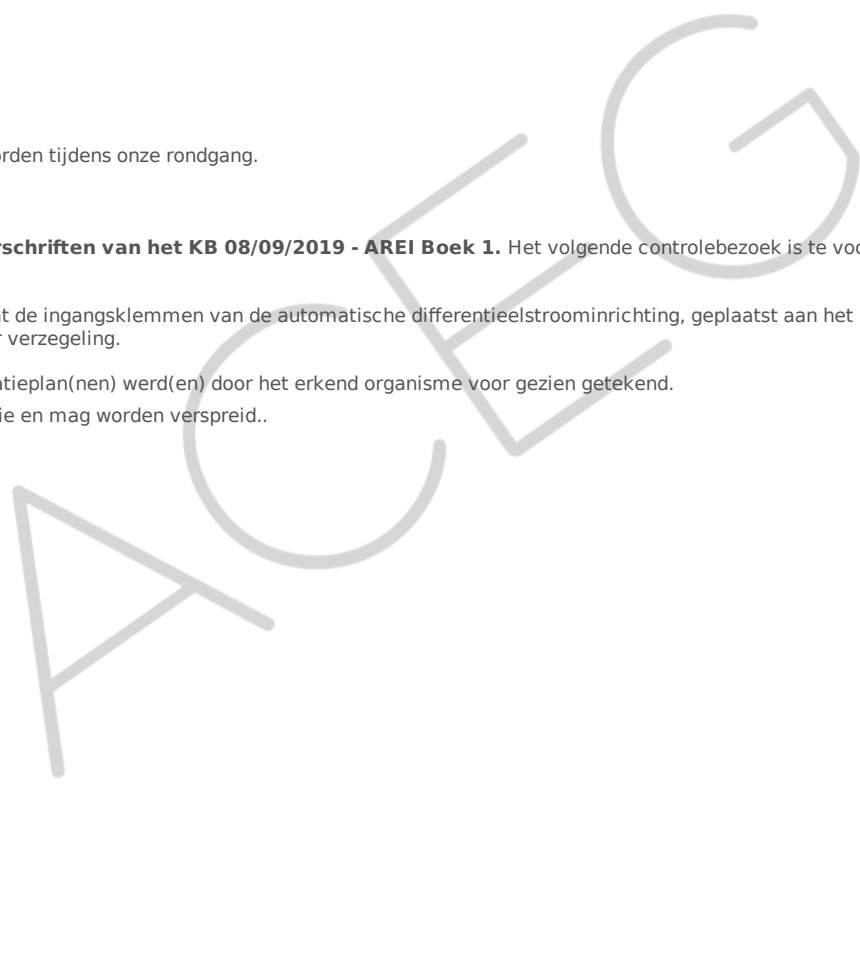 rden tijdens onze rondgang.
rschriften van het KB 08/09/2019 - AREI Boek 1. Het volgende controlebezoek is te voo
t de ingangsklemmen van de automatische differentieelstroominrichting, geplaatst aan het
verzegeling.
atieplan(nen) werd(en) door het erkend organisme voor gezien getekend.
ie en mag worden verspreid..
ACEG